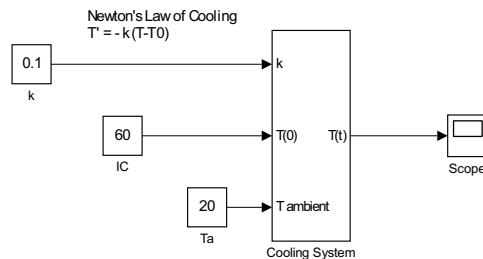 Newton's Law of Cooling
T' = - k (T-T0)
0.1
k
k
60
IC
T(0)
T(t)
Scope
20
Ta
T ambient
Cooling System